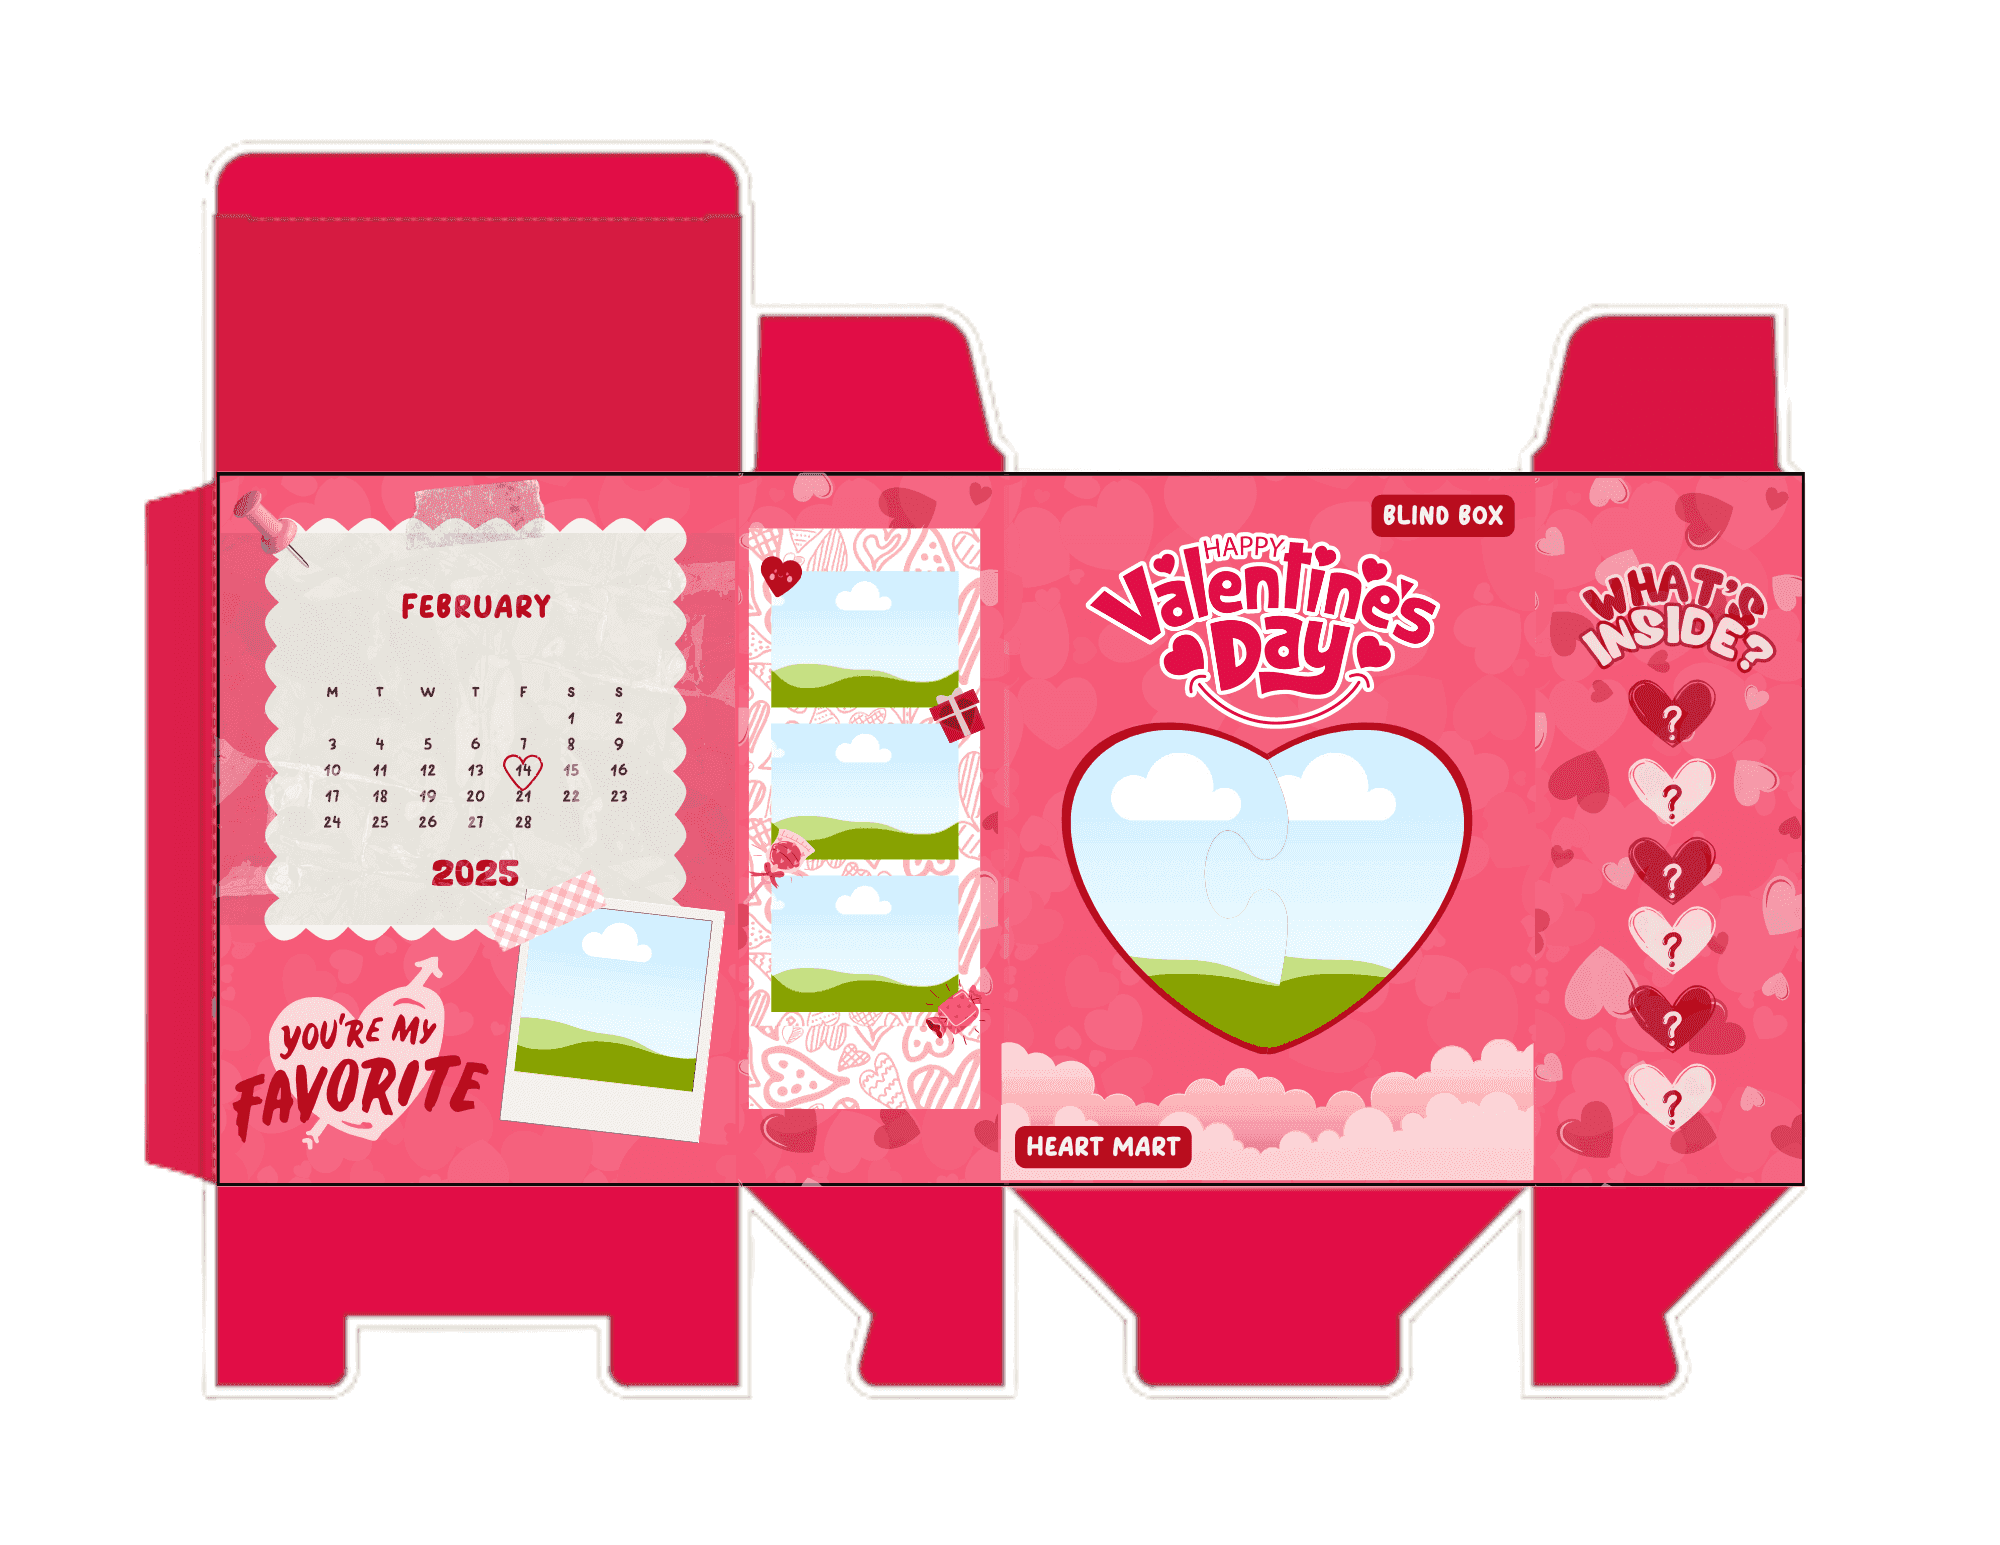 FEBRUARY
M T W T F S S
1 2
3 4 5 6 7 8 9
10 11 12 13 14 15 16
17 18 19 20 21 22 23
24 25 26 27 28
2025
YOU'RE MY
FAVORITE
BLIND BOX
HAPPY
Valentine's
Day
HEART MART
WHAT'S
INSIDE?
?
?
?
?
?
?